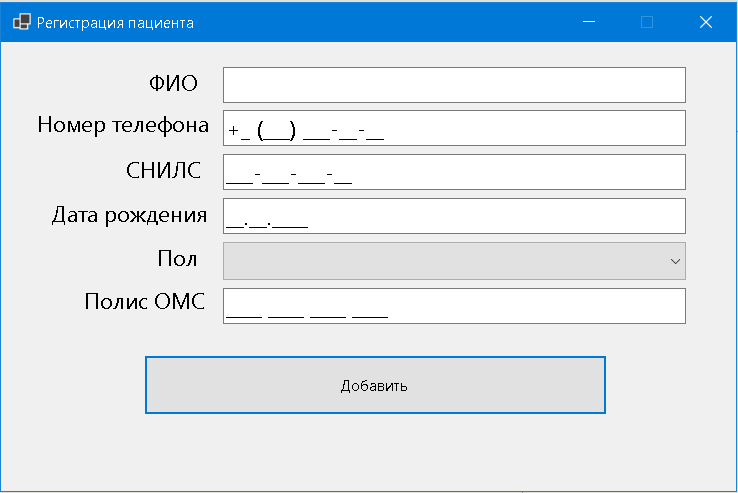 Регистрация пациента
ФИО
Номер телефона +_ (___) ___-__-__
СНИЛС ___-___-___-__
Дата рождения __.__.____
Пол
Полис ОМС ____ ____ ____ ____
Добавить